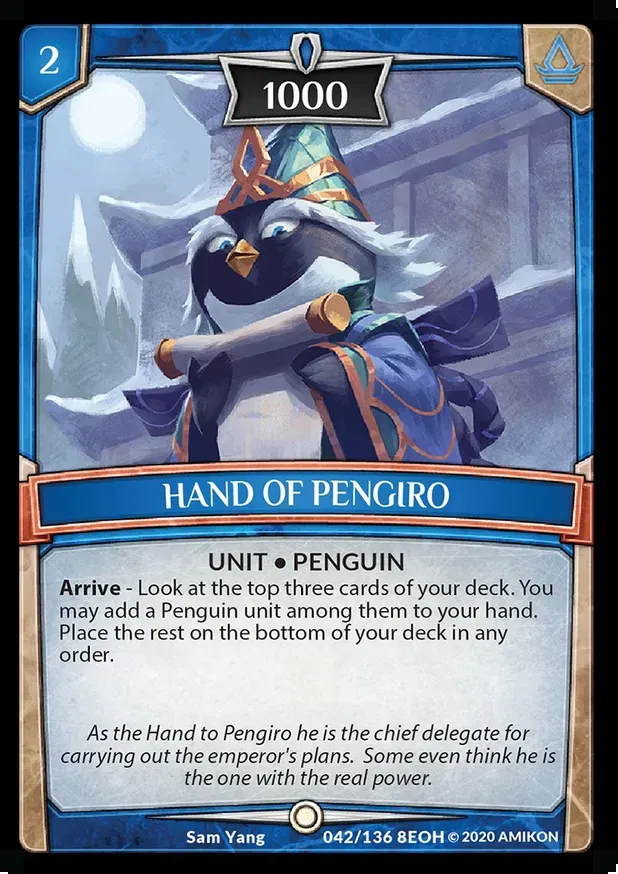 2
1000
HAND OF PENGIRO
UNIT ● PENGUIN
Arrive - Look at the top three cards of your deck. You
may add a Penguin unit among them to your hand.
Place the rest on the bottom of your deck in any
order.
As the Hand to Pengiro he is the chief delegate for
carrying out the emperor's plans.  Some even think he is
the one with the real power.
Sam Yang 042/136 8EOH © 2020 AMIKON